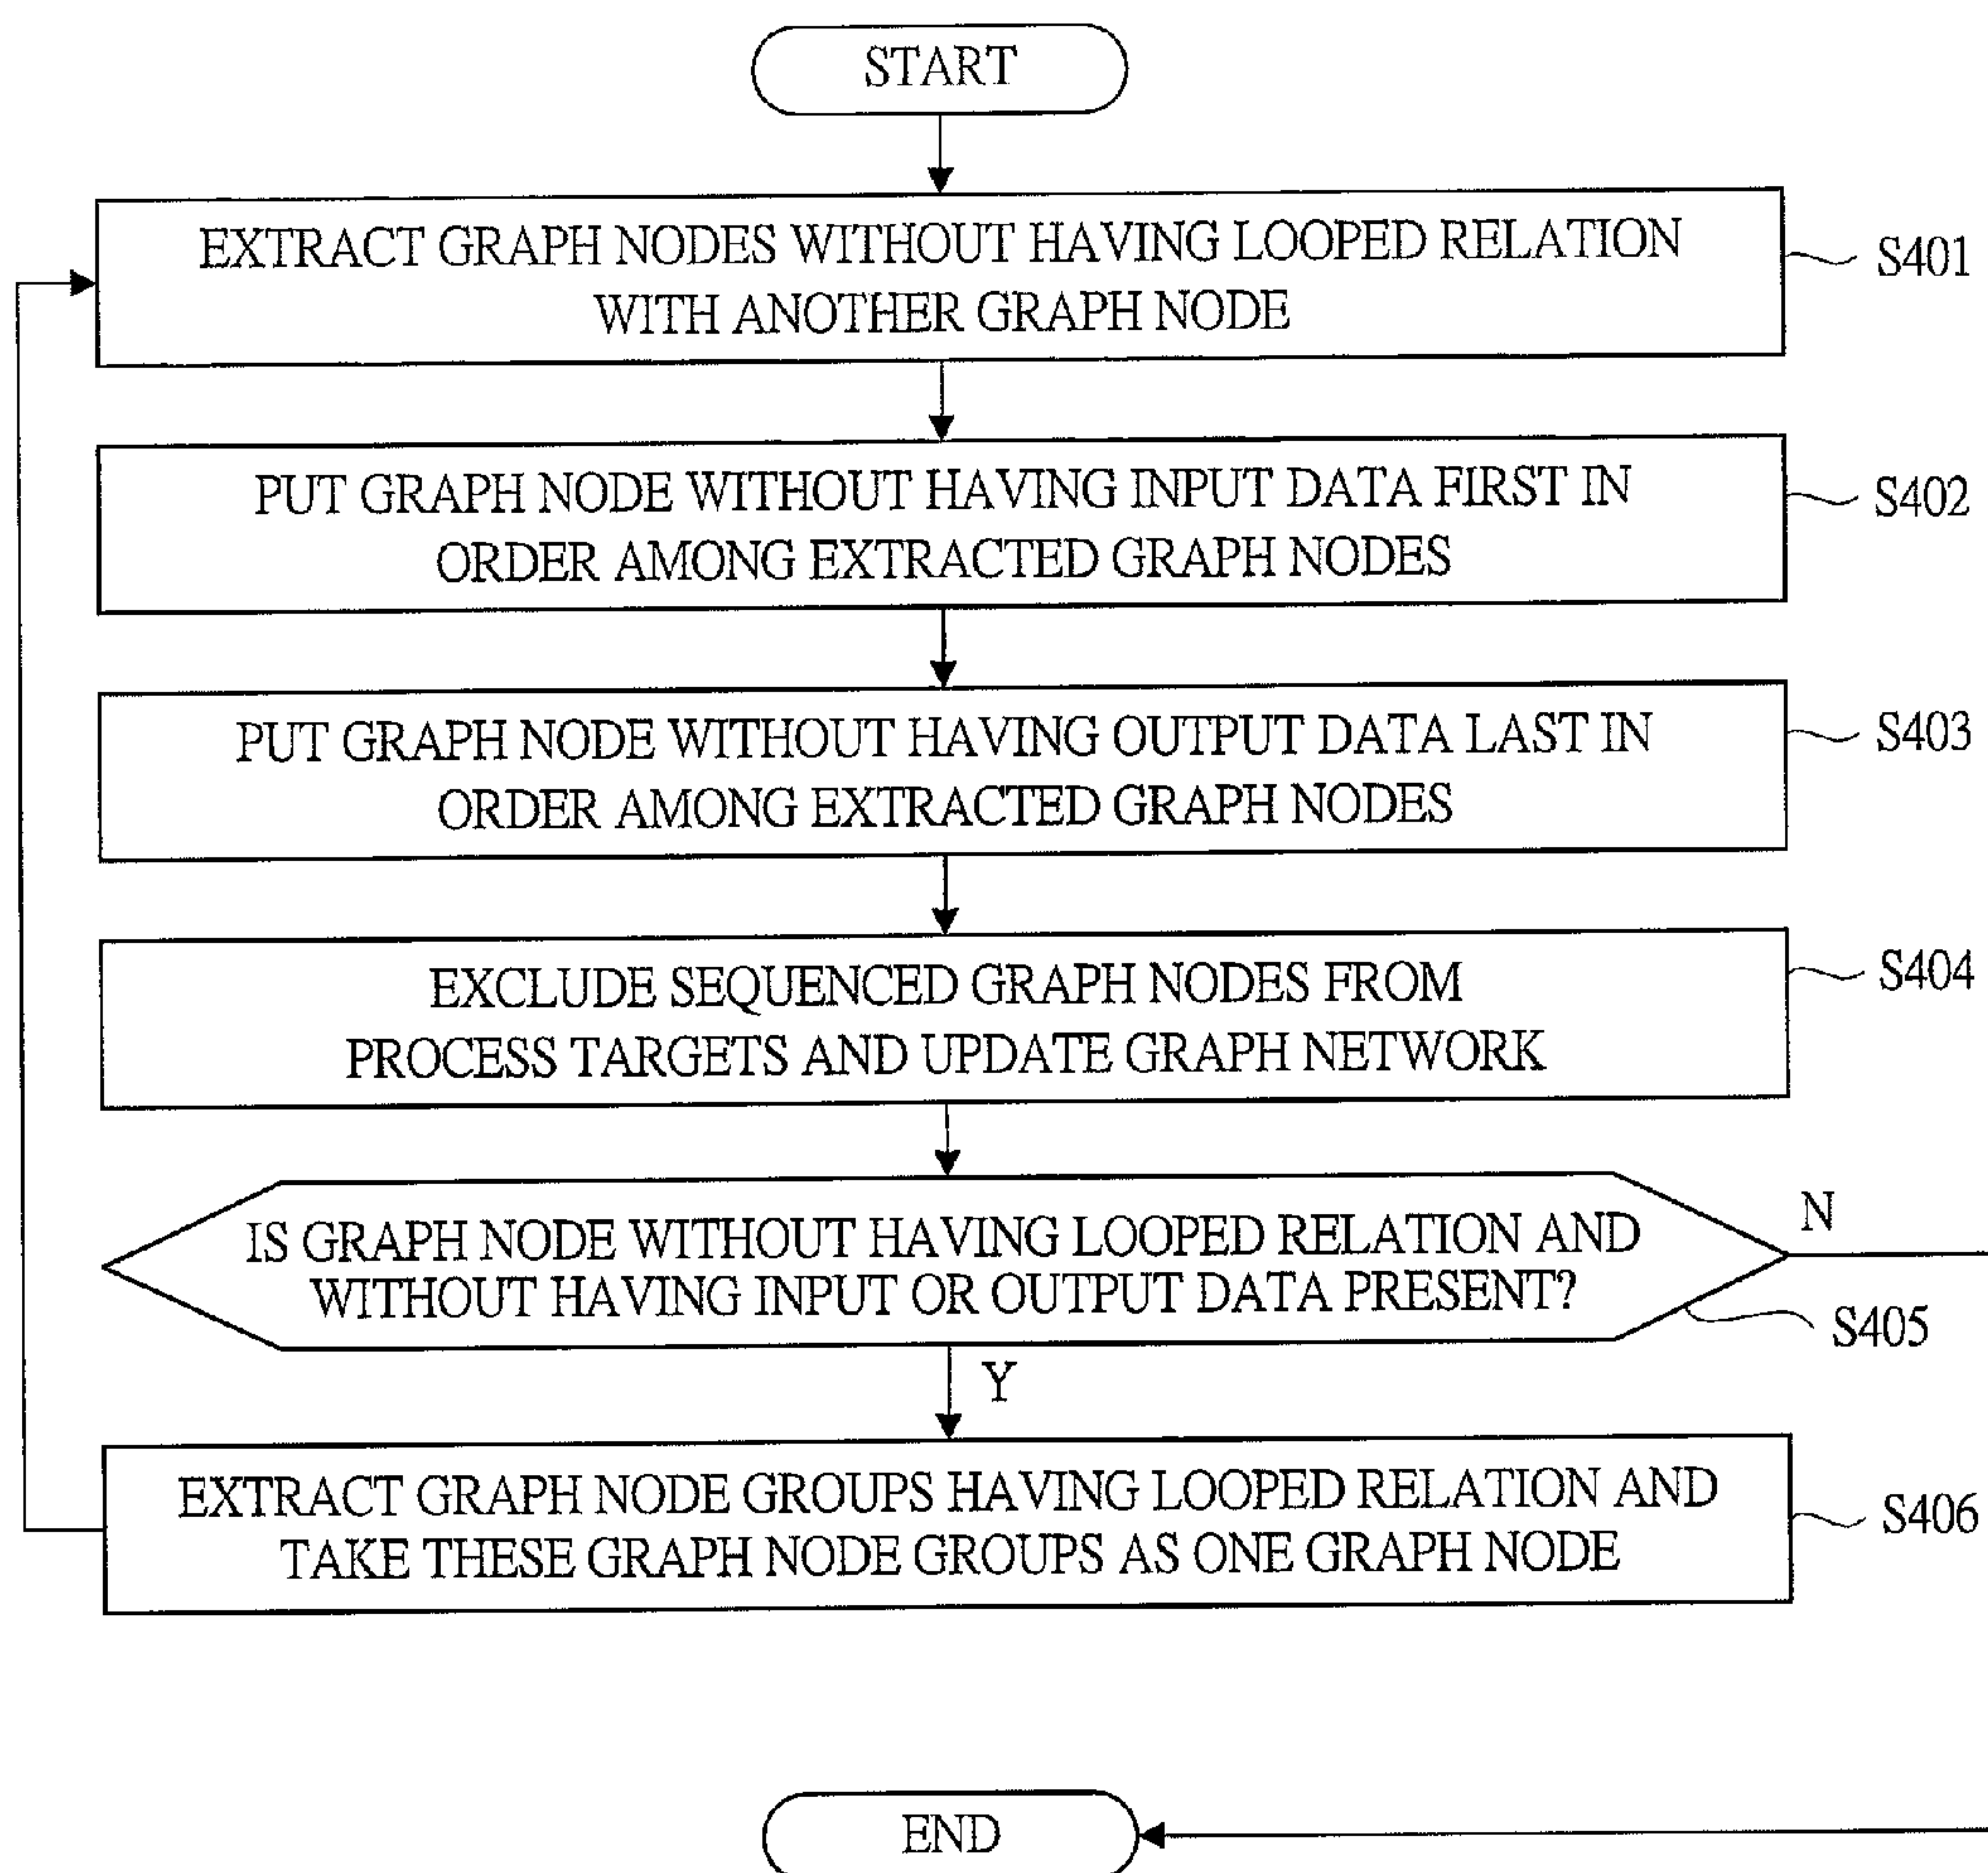 START
EXTRACT GRAPH NODES WITHOUT HAVING LOOPED RELATION
WITH ANOTHER GRAPH NODE
S401
PUT GRAPH NODE WITHOUT HAVING INPUT DATA FIRST IN
ORDER AMONG EXTRACTED GRAPH NODES
S402
PUT GRAPH NODE WITHOUT HAVING OUTPUT DATA LAST IN
ORDER AMONG EXTRACTED GRAPH NODES
S403
EXCLUDE SEQUENCED GRAPH NODES FROM
PROCESS TARGETS AND UPDATE GRAPH NETWORK
S404
IS GRAPH NODE WITHOUT HAVING LOOPED RELATION AND
WITHOUT HAVING INPUT OR OUTPUT DATA PRESENT?
N
S405
Y
EXTRACT GRAPH NODE GROUPS HAVING LOOPED RELATION AND
TAKE THESE GRAPH NODE GROUPS AS ONE GRAPH NODE
S406
END